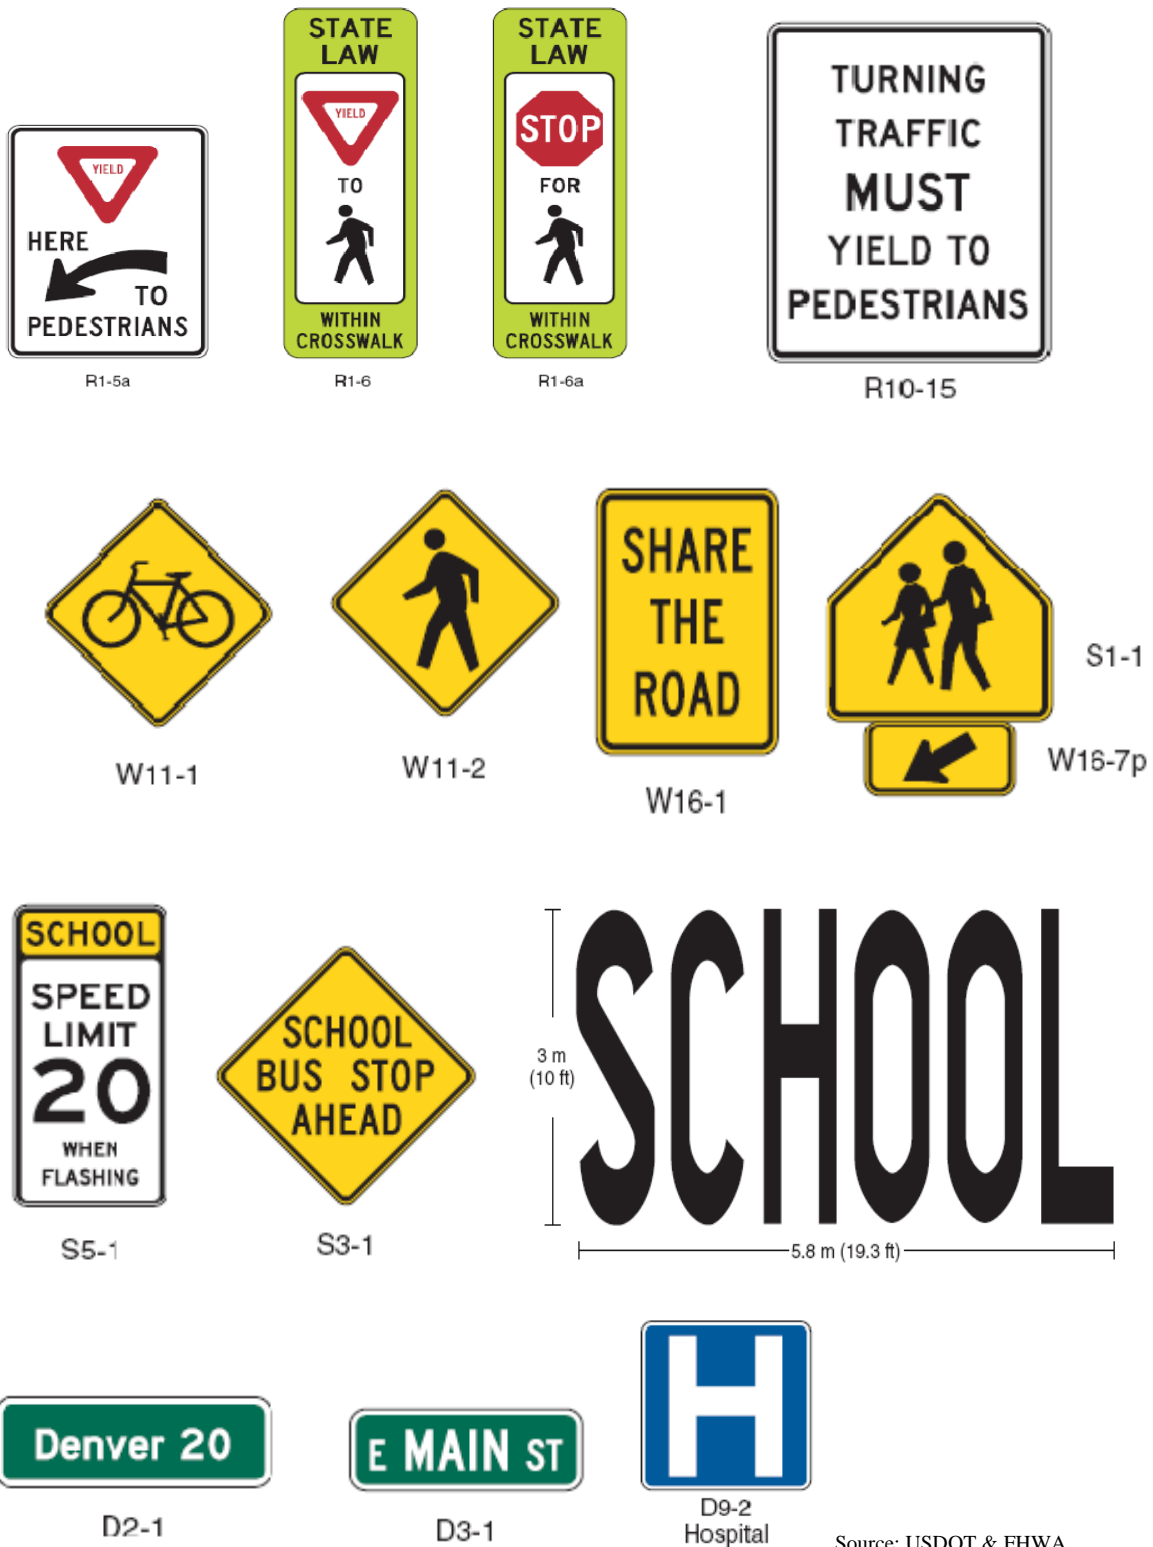 YIELD
HERE
TO
PEDESTRIANS
R1-5a
STATE
LAW
YIELD
TO
WITHIN
CROSSWALK
R1-6
STATE
LAW
STOP
FOR
WITHIN
CROSSWALK
R1-6a
TURNING
TRAFFIC
MUST
YIELD TO
PEDESTRIANS
R10-15
W11-1
W11-2
SHARE
THE
ROAD
W16-1
S1-1
W16-7p
SCHOOL
SPEED
LIMIT
20
WHEN
FLASHING
S5-1
SCHOOL
BUS STOP
AHEAD
S3-1
3 m
(10 ft)
SCHOOL
5.8 m (19.3 ft)
Denver 20
D2-1
E MAIN ST
D3-1
H
D9-2
Hospital
Source: USDOT & FHWA